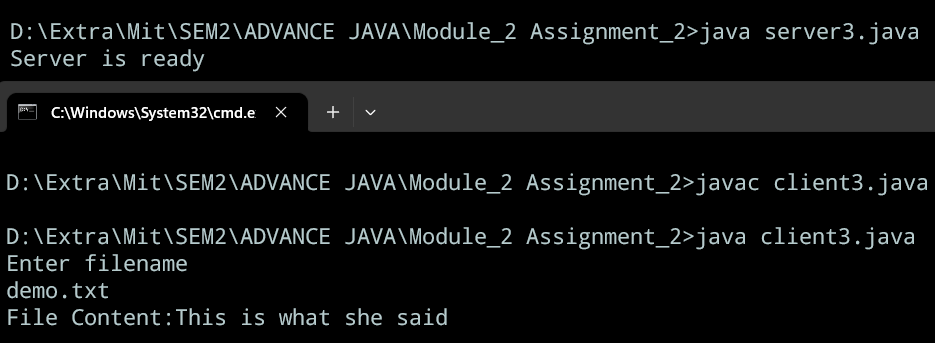 D:\Extra\Mit\SEM2\ADVANCE JAVA\Module_2 Assignment_2>java server3.java
Server is ready
C:\Windows\System32\cmd.e
D:\Extra\Mit\SEM2\ADVANCE JAVA\Module_2 Assignment_2>javac client3.java
D:\Extra\Mit\SEM2\ADVANCE JAVA\Module_2 Assignment_2>java client3.java
Enter filename
demo.txt
File Content:This is what she said